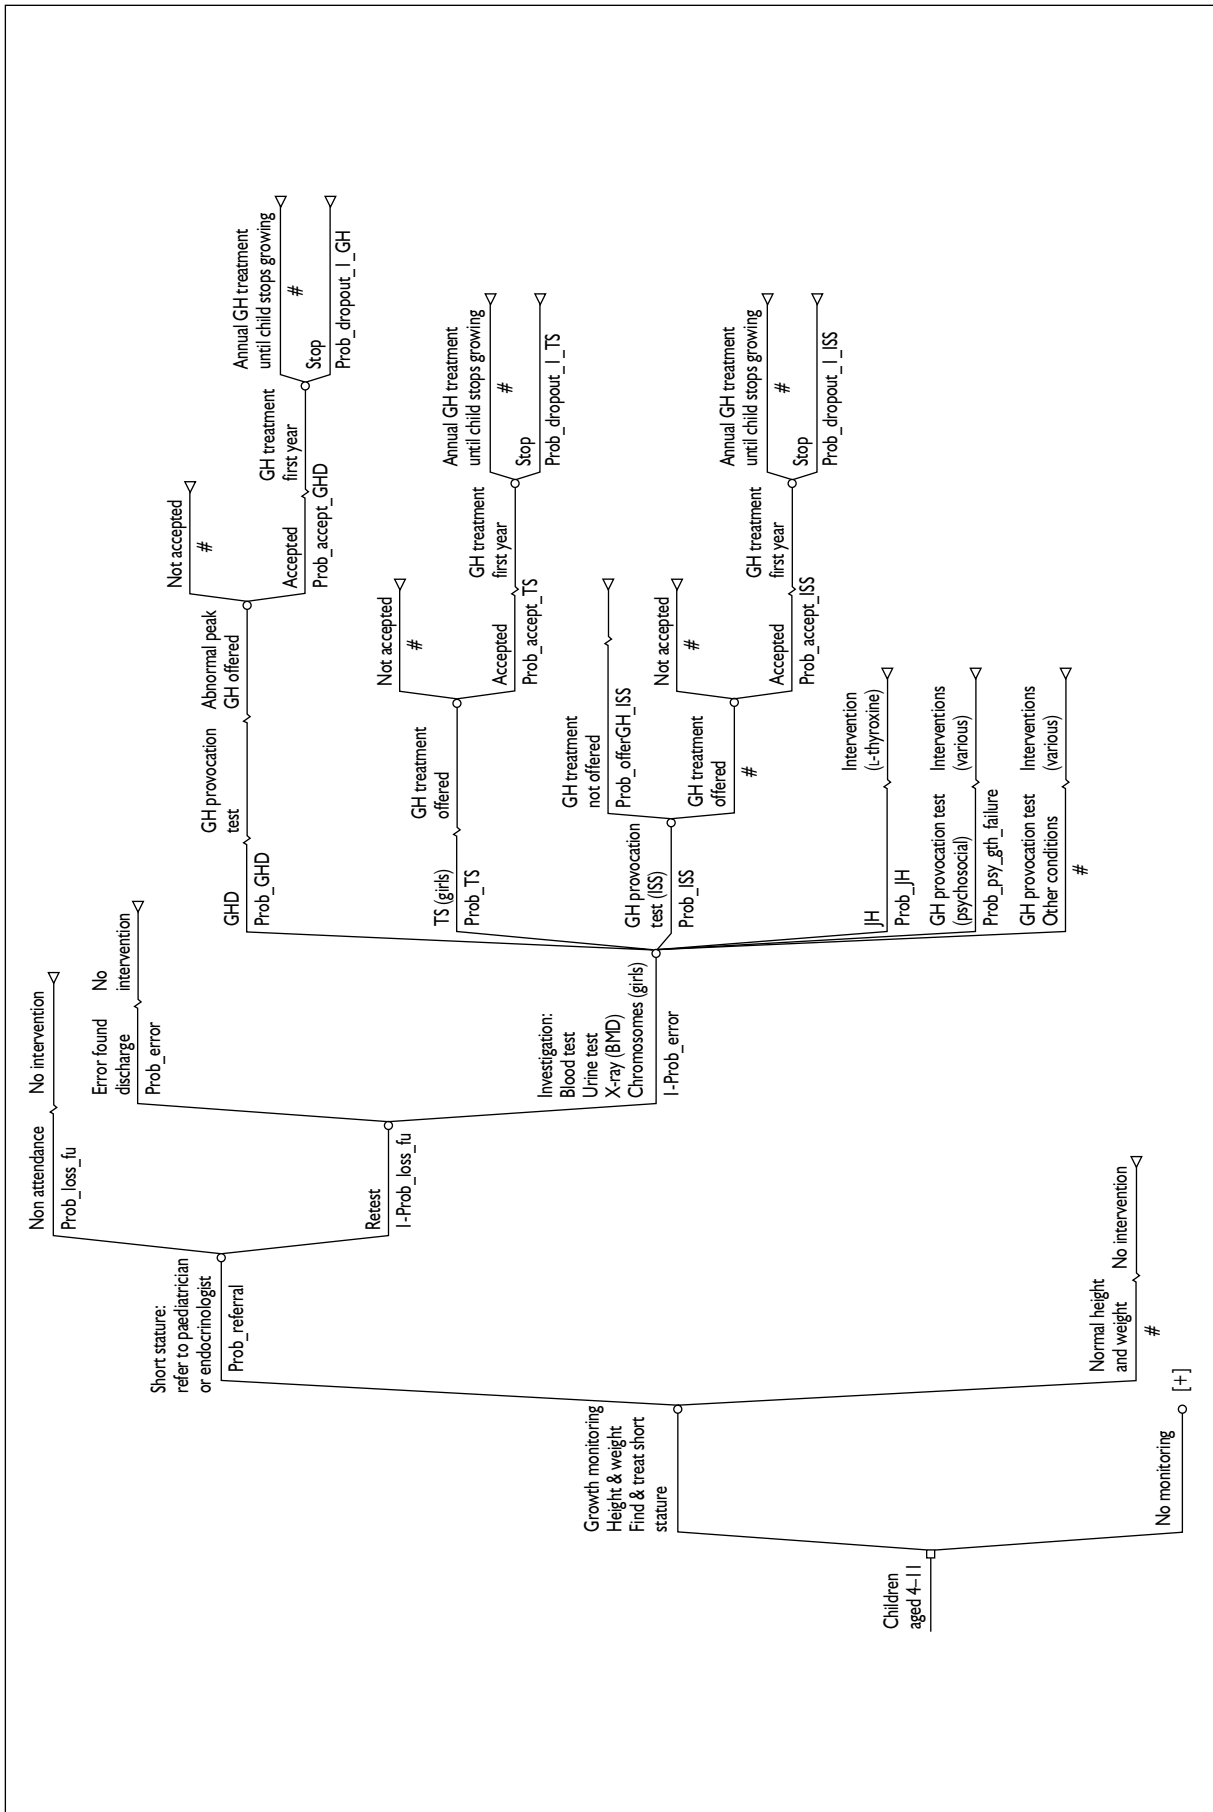 Children
aged 4–11
Growth monitoring
Height & weight
Find & treat short
stature
No monitoring
[+]
Short stature:
refer to paediatrician
or endocrinologist
Prob_referral
Normal height
and weight
#
No intervention
Non attendance
Prob_loss_fu
No intervention
Retest
1-Prob_loss_fu
Error found
discharge
Prob_error
No
intervention
Investigation:
Blood test
Urine test
X-ray (BMD)
Chromosomes (girls)
1-Prob_error
GHD
Prob_GHD
GH provocation
test
Abnormal peak
GH offered
Not accepted
#
Accepted
Prob_accept_GHD
GH treatment
first year
Annual GH treatment
until child stops growing
#
Stop
Prob_dropout_1_GH
TS (girls)
Prob_TS
GH treatment
offered
Not accepted
#
Accepted
Prob_accept_TS
GH treatment
first year
Annual GH treatment
until child stops growing
#
Stop
Prob_dropout_1_TS
GH provocation
test (ISS)
Prob_ISS
GH treatment
not offered
Prob_offerGH_ISS
GH treatment
offered
#
Not accepted
#
Accepted
Prob_accept_ISS
GH treatment
first year
Annual GH treatment
until child stops growing
#
Stop
Prob_dropout_1_ISS
JH
Prob_JH
Intervention
(L-thyroxine)
GH provocation test
(psychosocial)
Prob_psy_gth_failure
Interventions
(various)
GH provocation test
Other conditions
#
Interventions
(various)